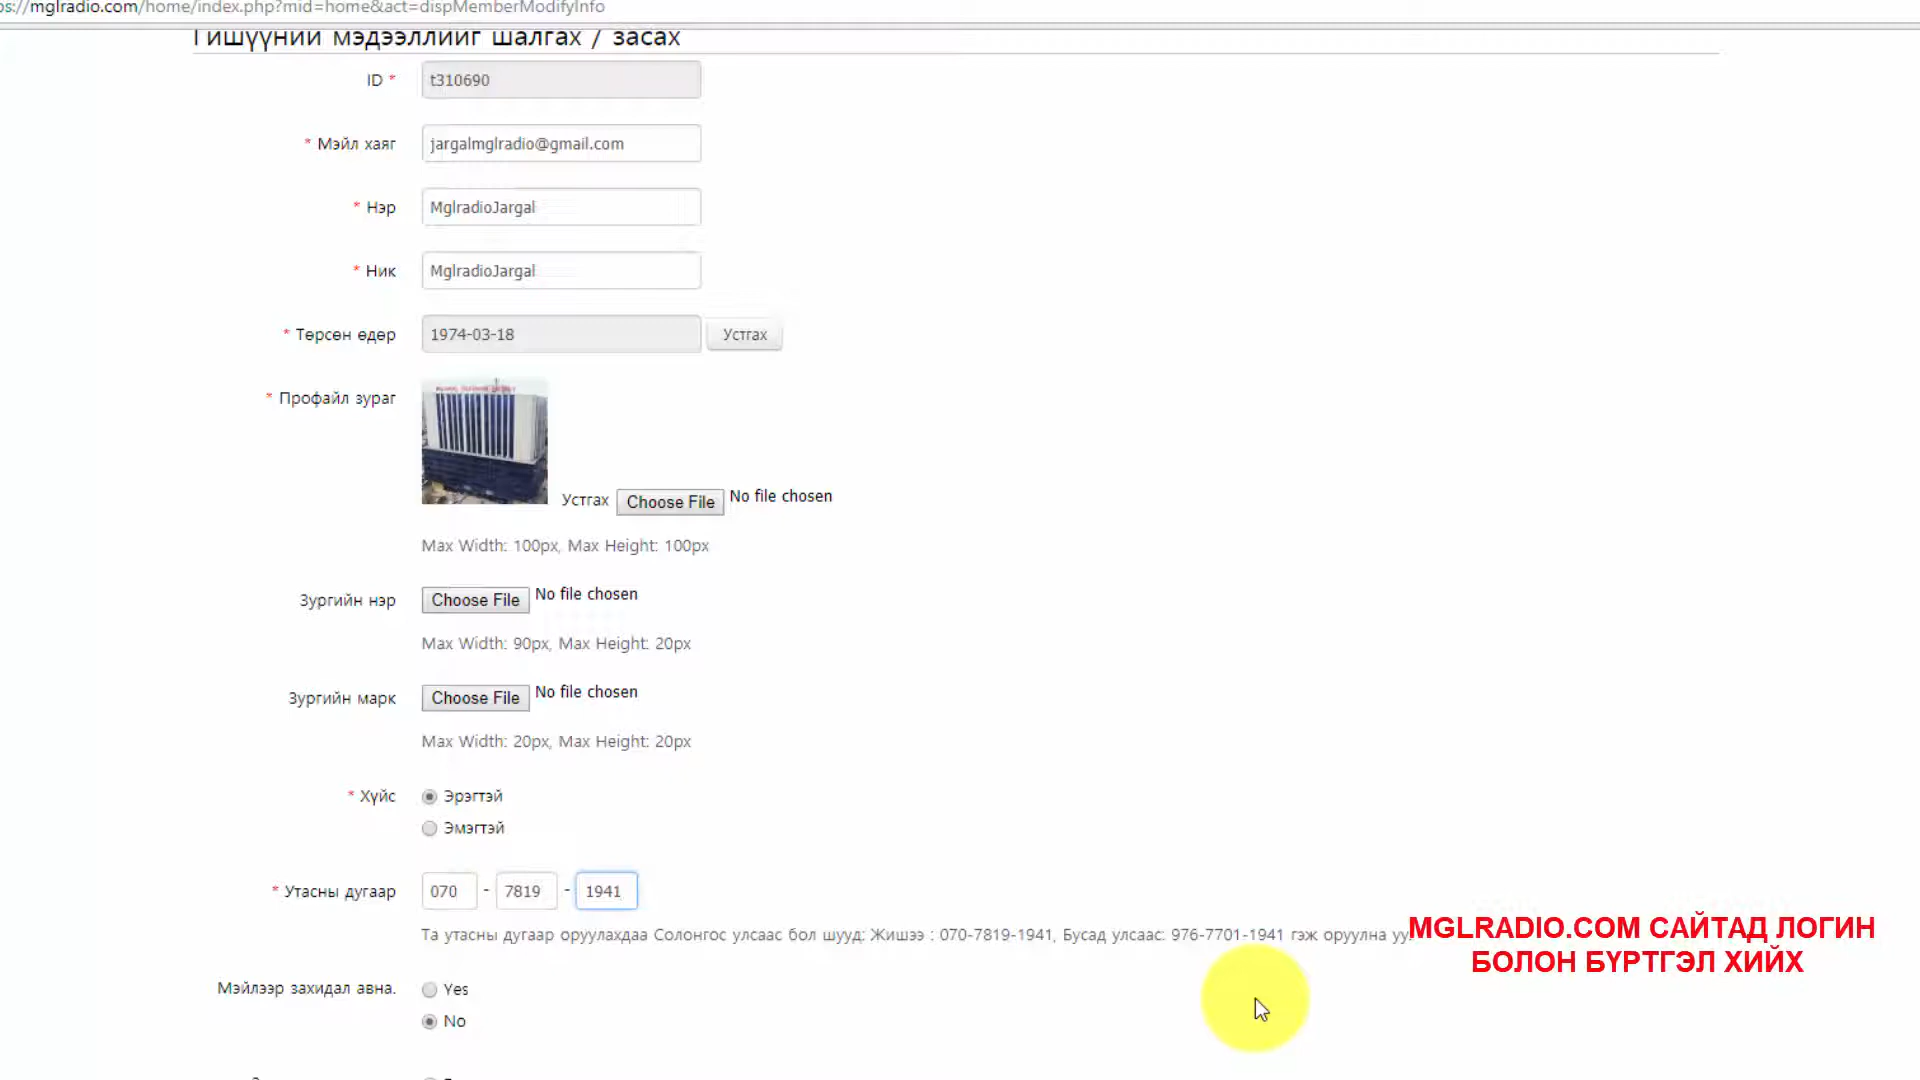 ps://mglradio.com/home/index.php?mid=home&act=dispMemberModifyInfo
Гишүүний мэдээллийг шалгах / засах
ID * t310690
* Мэйл хаяг jargalmglradio@gmail.com
* Нэр MglradioJargal
* Ник MglradioJargal
* Төрсөн өдөр 1974-03-18 Устгах
* Профайл зураг
Устгах Choose File No file chosen
Max Width: 100px, Max Height: 100px
Зургийн нэр Choose File No file chosen
Max Width: 90px, Max Height: 20px
Зургийн марк Choose File No file chosen
Max Width: 20px, Max Height: 20px
* Хүйс Эрэгтэй
Эмэгтэй
* Утасны дугаар 070 - 7819 - 1941
Та утасны дугаар оруулахдаа Солонгос улсаас бол шууд: Жишээ : 070-7819-1941, Бусад улсаас: 976-7701-1941 гэж оруулна уу.
MGLRADIO.COM САЙТАД ЛОГИН
БОЛОН БҮРТГЭЛ ХИЙХ
Мэйлээр захидал авна. Yes
No